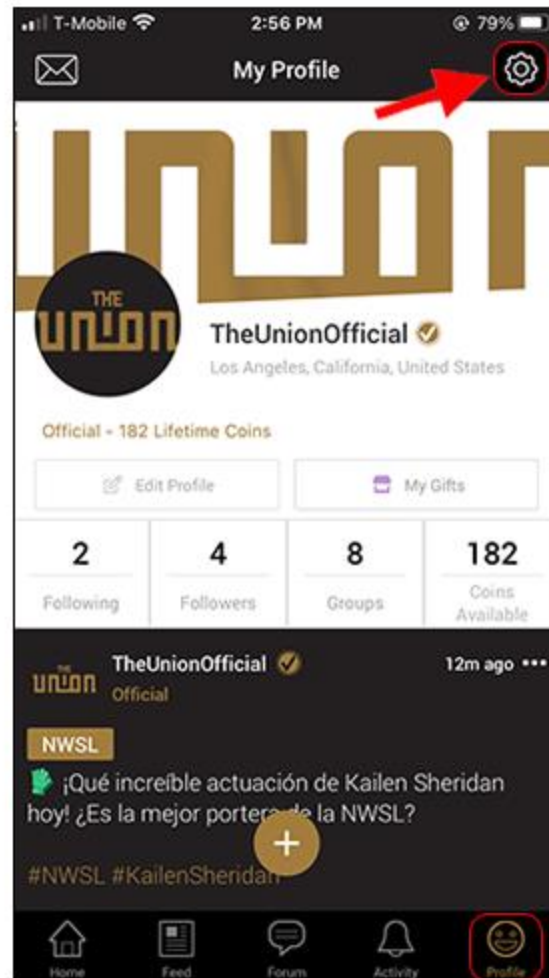 T-Mobile 2:56 PM 79%
My Profile
UNION
THE
UNION
TheUnionOfficial
Los Angeles, California, United States
Official - 182 Lifetime Coins
Edit Profile My Gifts
2 4 8 182
Following Followers Groups Coins
Available
THE
UNION
TheUnionOfficial 12m ago •••
Official
NWSL
¡Qué increíble actuación de Kailen Sheridan
hoy! ¿Es la mejor portera de la NWSL?
+
#NWSL #KailenSheridan
Home Feed Forum Activity Profile